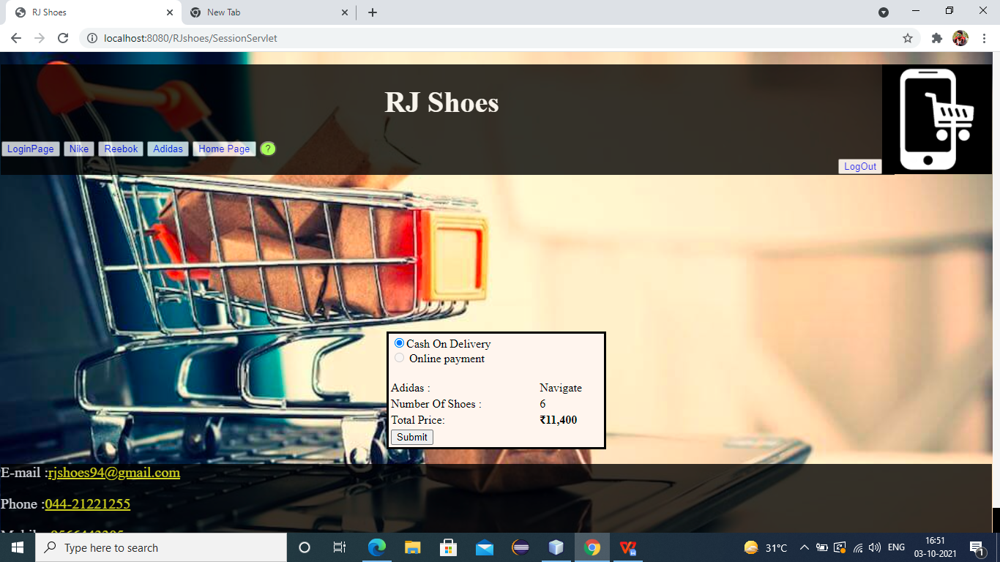 RJ Shoes
New Tab
localhost:8080/RJshoes/SessionServlet
RJ Shoes
LoginPage Nike Reebok Adidas Home Page ?
LogOut
Cash On Delivery
Online payment
Adidas : Navigate
Number Of Shoes : 6
Total Price: ₹11,400
Submit
E-mail :rjshoes94@gmail.com
Phone :044-21221255
Type here to search
31°C
ENG
16:51
03-10-2021
1